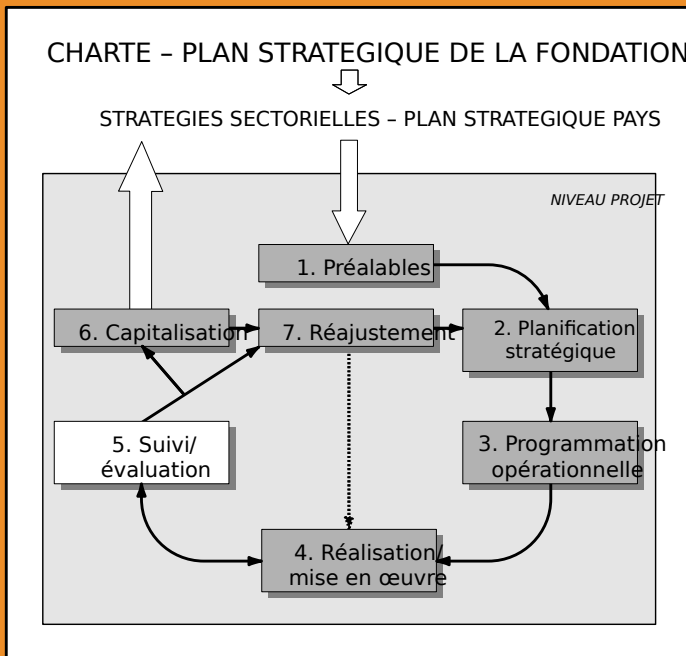 CHARTE – PLAN STRATEGIQUE DE LA FONDATION
STRATEGIES SECTORIELLES – PLAN STRATEGIQUE PAYS
NIVEAU PROJET
1. Préalables
6. Capitalisation
7. Réajustement
2. Planification
stratégique
5. Suivi/
évaluation
3. Programmation
opérationnelle
4. Réalisation/
mise en œuvre